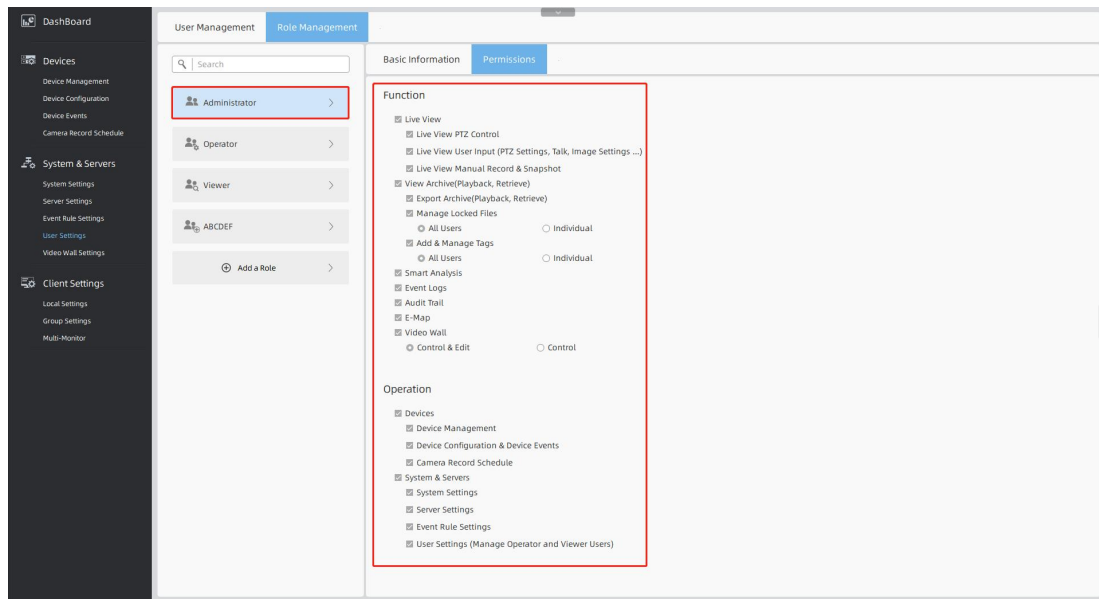 DashBoard
Devices
Device Management
Device Configuration
Device Events
Camera Record Schedule
System & Servers
System Settings
Server Settings
Event Rule Settings
User Settings
Video Wall Settings
Client Settings
Local Settings
Group Settings
Multi-Monitor
User Management
Role Management
Search
Administrator
Operator
Viewer
ABCDEF
Add a Role
Basic Information
Permissions
Function
Live View
Live View PTZ Control
Live View User Input (PTZ Settings, Talk, Image Settings ...)
Live View Manual Record & Snapshot
View Archive(Playback, Retrieve)
Export Archive(Playback, Retrieve)
Manage Locked Files
All Users Individual
Add & Manage Tags
All Users Individual
Smart Analysis
Event Logs
Audit Trail
E-Map
Video Wall
Control & Edit Control
Operation
Devices
Device Management
Device Configuration & Device Events
Camera Record Schedule
System & Servers
System Settings
Server Settings
Event Rule Settings
User Settings (Manage Operator and Viewer Users)